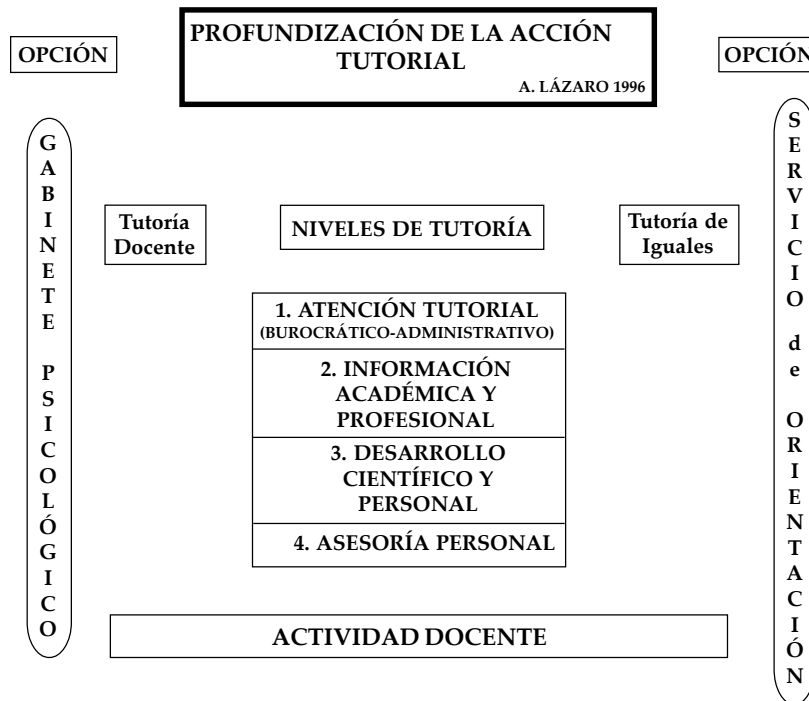 PROFUNDIZACIÓN DE LA ACCIÓN
TUTORIAL
A. LÁZARO 1996
OPCIÓN
OPCIÓN
GABINETE PSICOLÓGICO
Tutoría
Docente
NIVELES DE TUTORÍA
Tutoría de
Iguales
SERVICIO de ORIENTACIÓN
1. ATENCIÓN TUTORIAL
(BUROCRÁTICO-ADMINISTRATIVO)
2. INFORMACIÓN
ACADÉMICA Y
PROFESIONAL
3. DESARROLLO
CIENTÍFICO Y
PERSONAL
4. ASESORÍA PERSONAL
ACTIVIDAD DOCENTE